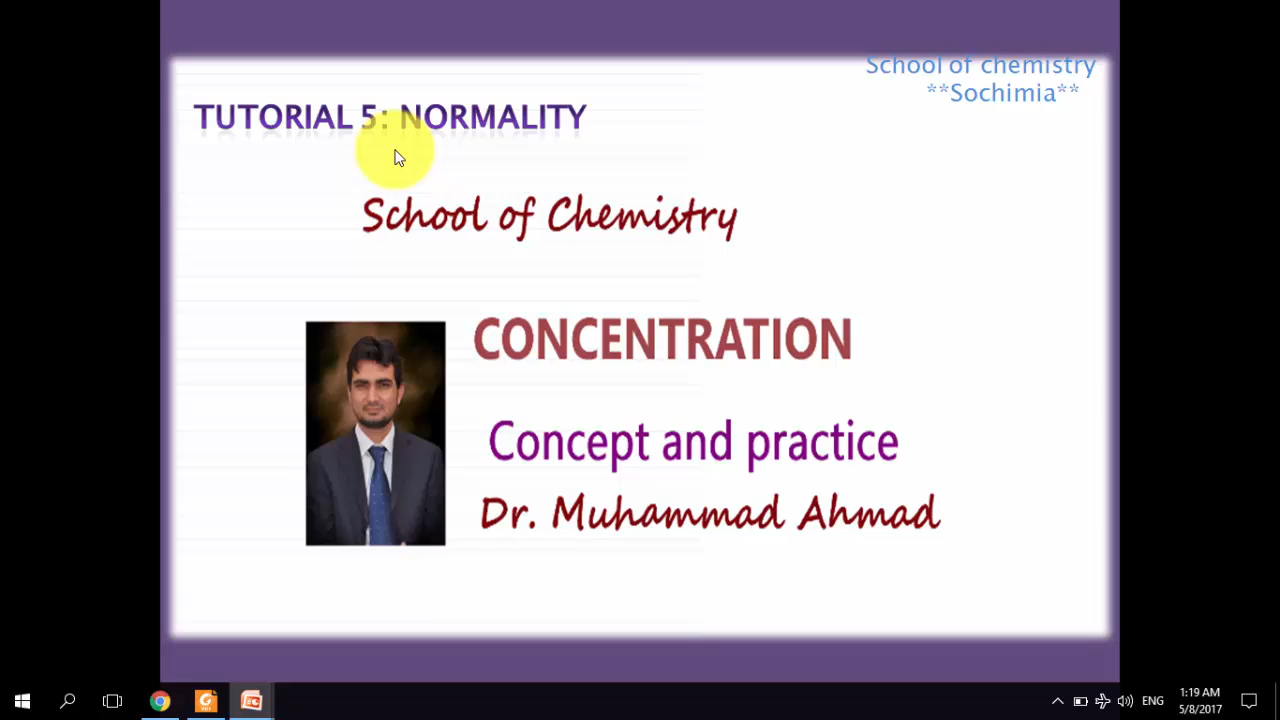 School of chemistry
**Sochimia**
TUTORIAL 5: NORMALITY
School of Chemistry
CONCENTRATION
Concept and practice
Dr. Muhammad Ahmad
ENG
1:19 AM
5/8/2017